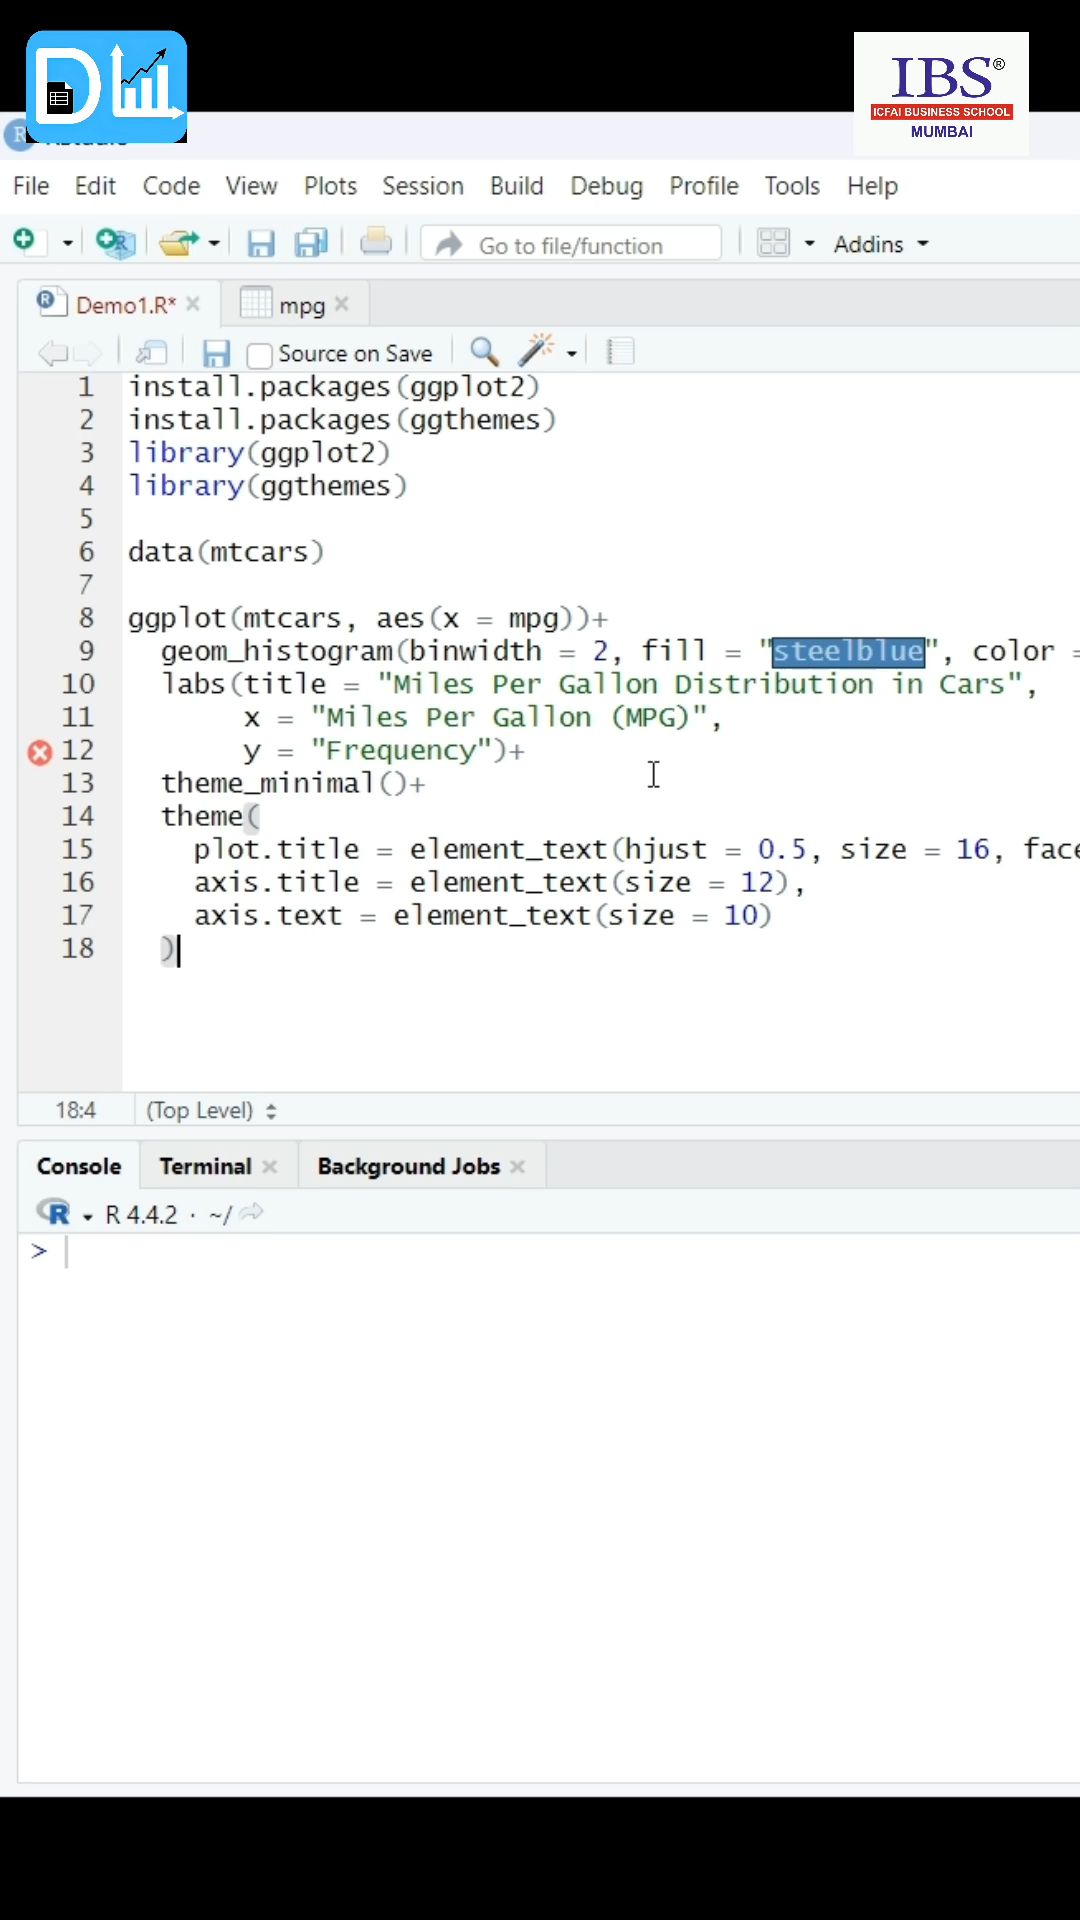 D
IBS®
ICFAI BUSINESS SCHOOL
MUMBAI
R
File Edit Code View Plots Session Build Debug Profile Tools Help
Go to file/function Addins
Demo1.R* mpg
Source on Save
1 install.packages(ggplot2)
2 install.packages(ggthemes)
3 library(ggplot2)
4 library(ggthemes)
5
6 data(mtcars)
7
8 ggplot(mtcars, aes(x = mpg))+
9 geom_histogram(binwidth = 2, fill = "steelblue", color =
10 labs(title = "Miles Per Gallon Distribution in Cars",
11 x = "Miles Per Gallon (MPG)",
12 y = "Frequency")+
13 theme_minimal()+
14 theme(
15 plot.title = element_text(hjust = 0.5, size = 16, face
16 axis.title = element_text(size = 12),
17 axis.text = element_text(size = 10)
18 )
18:4 (Top Level)
Console Terminal Background Jobs
R R 4.4.2 · ~/
>